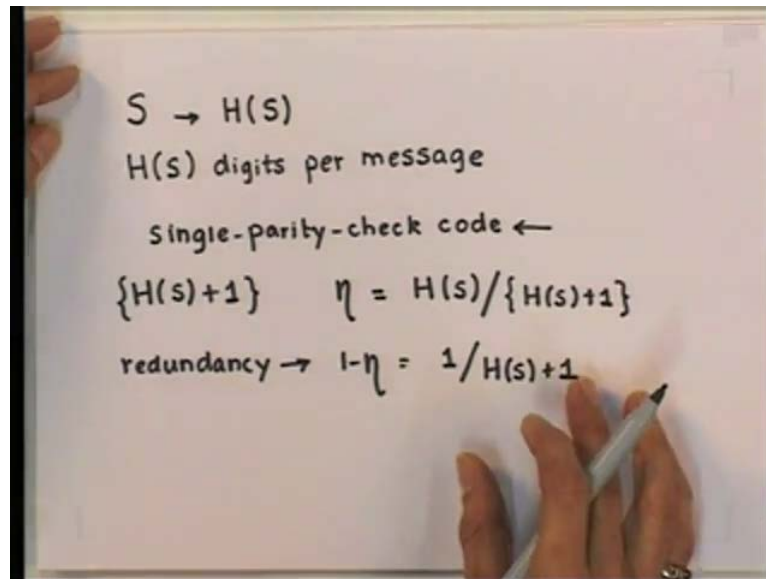 S → H(S)
H(S) digits per message
single-parity-check code ←
{H(S)+1} η = H(S)/{H(S)+1}
redundancy → 1-η = 1/H(S)+1